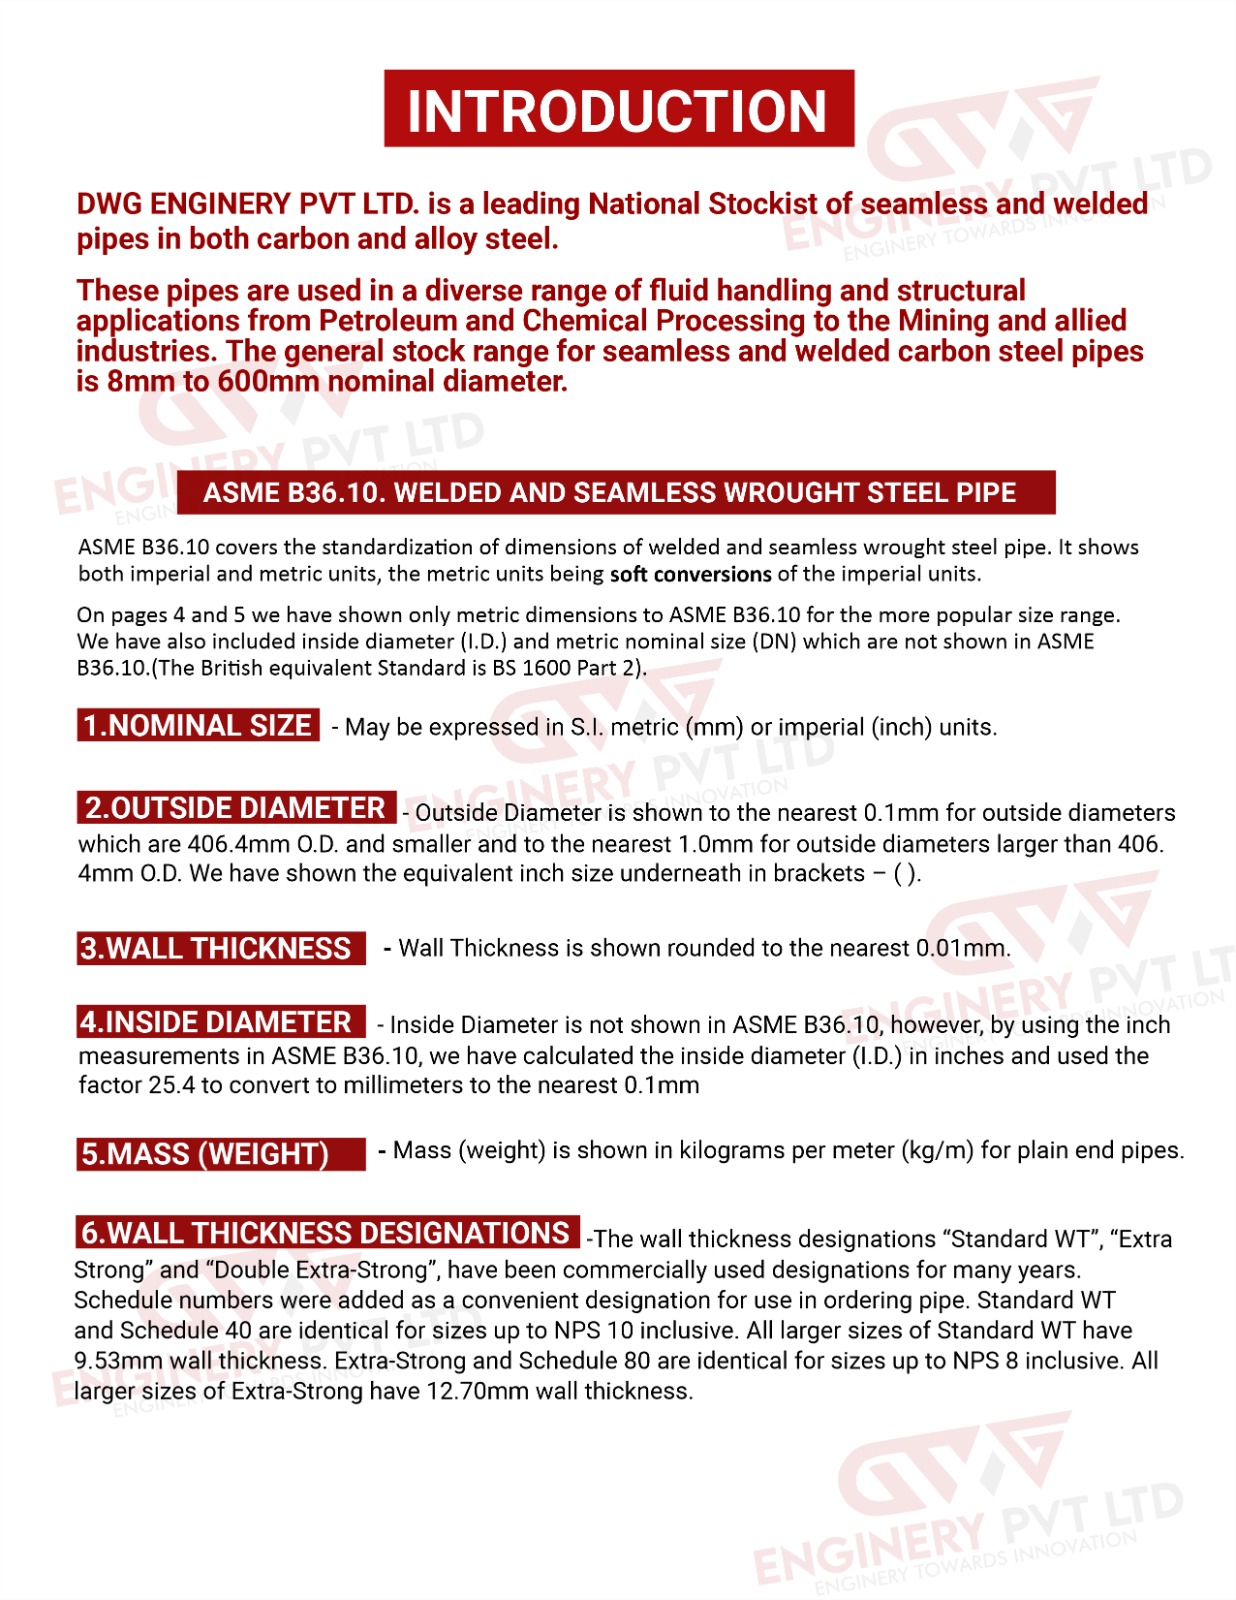 INTRODUCTION
DWG ENGINERY PVT LTD. is a leading National Stockist of seamless and welded
pipes in both carbon and alloy steel.
These pipes are used in a diverse range of fluid handling and structural
applications from Petroleum and Chemical Processing to the Mining and allied
industries. The general stock range for seamless and welded carbon steel pipes
is 8mm to 600mm nominal diameter.
ASME B36.10. WELDED AND SEAMLESS WROUGHT STEEL PIPE
ASME B36.10 covers the standardization of dimensions of welded and seamless wrought steel pipe. It shows
both imperial and metric units, the metric units being soft conversions of the imperial units.
On pages 4 and 5 we have shown only metric dimensions to ASME B36.10 for the more popular size range.
We have also included inside diameter (I.D.) and metric nominal size (DN) which are not shown in ASME
B36.10.(The British equivalent Standard is BS 1600 Part 2).
1.NOMINAL SIZE - May be expressed in S.I. metric (mm) or imperial (inch) units.
2.OUTSIDE DIAMETER - Outside Diameter is shown to the nearest 0.1mm for outside diameters
which are 406.4mm O.D. and smaller and to the nearest 1.0mm for outside diameters larger than 406.
4mm O.D. We have shown the equivalent inch size underneath in brackets – ( ).
3.WALL THICKNESS - Wall Thickness is shown rounded to the nearest 0.01mm.
4.INSIDE DIAMETER - Inside Diameter is not shown in ASME B36.10, however, by using the inch
measurements in ASME B36.10, we have calculated the inside diameter (I.D.) in inches and used the
factor 25.4 to convert to millimeters to the nearest 0.1mm
5.MASS (WEIGHT) - Mass (weight) is shown in kilograms per meter (kg/m) for plain end pipes.
6.WALL THICKNESS DESIGNATIONS -The wall thickness designations “Standard WT”, “Extra
Strong” and “Double Extra-Strong”, have been commercially used designations for many years.
Schedule numbers were added as a convenient designation for use in ordering pipe. Standard WT
and Schedule 40 are identical for sizes up to NPS 10 inclusive. All larger sizes of Standard WT have
9.53mm wall thickness. Extra-Strong and Schedule 80 are identical for sizes up to NPS 8 inclusive. All
larger sizes of Extra-Strong have 12.70mm wall thickness.
DWG
ENGINERY PVT LTD
ENGINERY TOWARDS INNOVATION